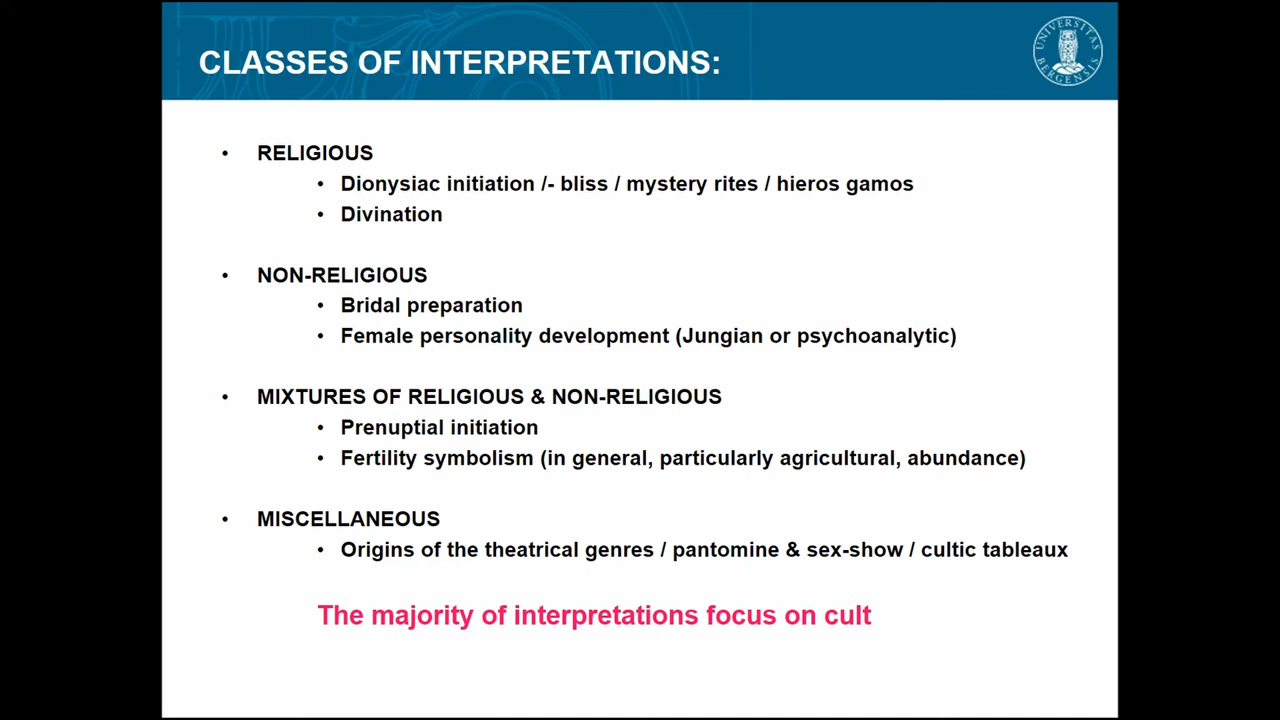 CLASSES OF INTERPRETATIONS:
UNIVERSITAS BERGENSIS
• RELIGIOUS
• Dionysiac initiation /- bliss / mystery rites / hieros gamos
• Divination
• NON-RELIGIOUS
• Bridal preparation
• Female personality development (Jungian or psychoanalytic)
• MIXTURES OF RELIGIOUS & NON-RELIGIOUS
• Prenuptial initiation
• Fertility symbolism (in general, particularly agricultural, abundance)
• MISCELLANEOUS
• Origins of the theatrical genres / pantomine & sex-show / cultic tableaux
The majority of interpretations focus on cult